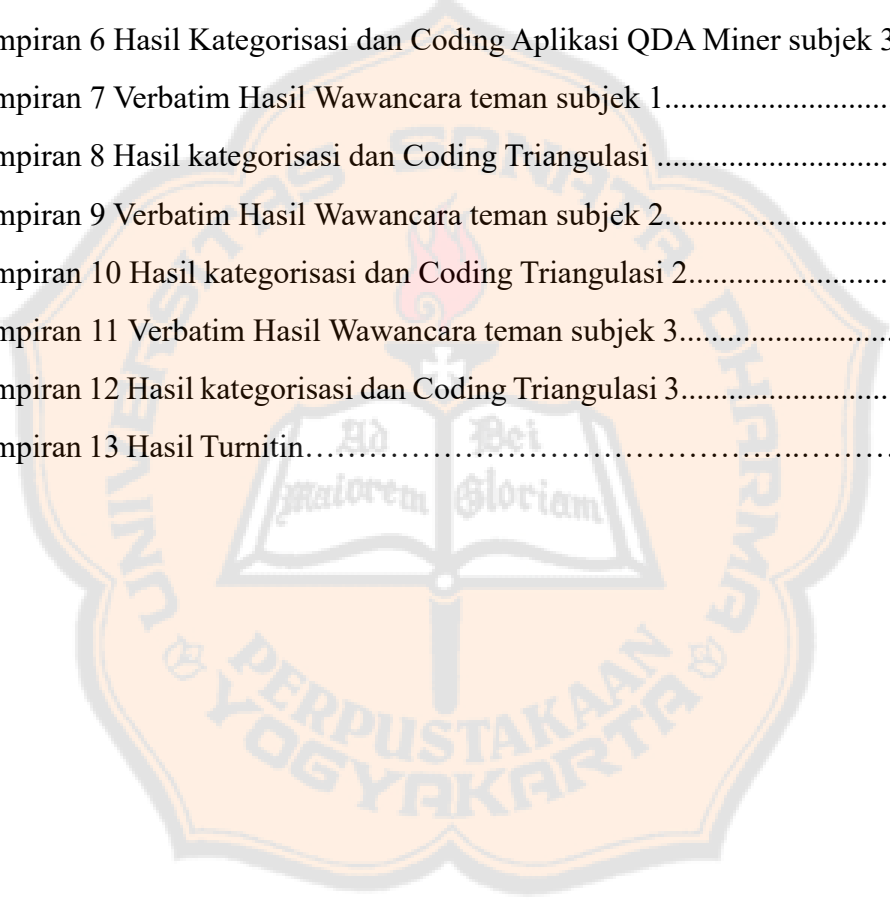 mpiran 6 Hasil Kategorisasi dan Coding Aplikasi QDA Miner subjek 3
mpiran 7 Verbatim Hasil Wawancara teman subjek 1..............................
mpiran 8 Hasil kategorisasi dan Coding Triangulasi ..............................
mpiran 9 Verbatim Hasil Wawancara teman subjek 2..............................
mpiran 10 Hasil kategorisasi dan Coding Triangulasi 2...........................
mpiran 11 Verbatim Hasil Wawancara teman subjek 3............................
mpiran 12 Hasil kategorisasi dan Coding Triangulasi 3............................
mpiran 13 Hasil Turnitin……………………………………………..………
UNIVERSITAS SANATA DHARMA
Ad Dei
Maiorem Gloriam
PERPUSTAKAAN
YOGYAKARTA